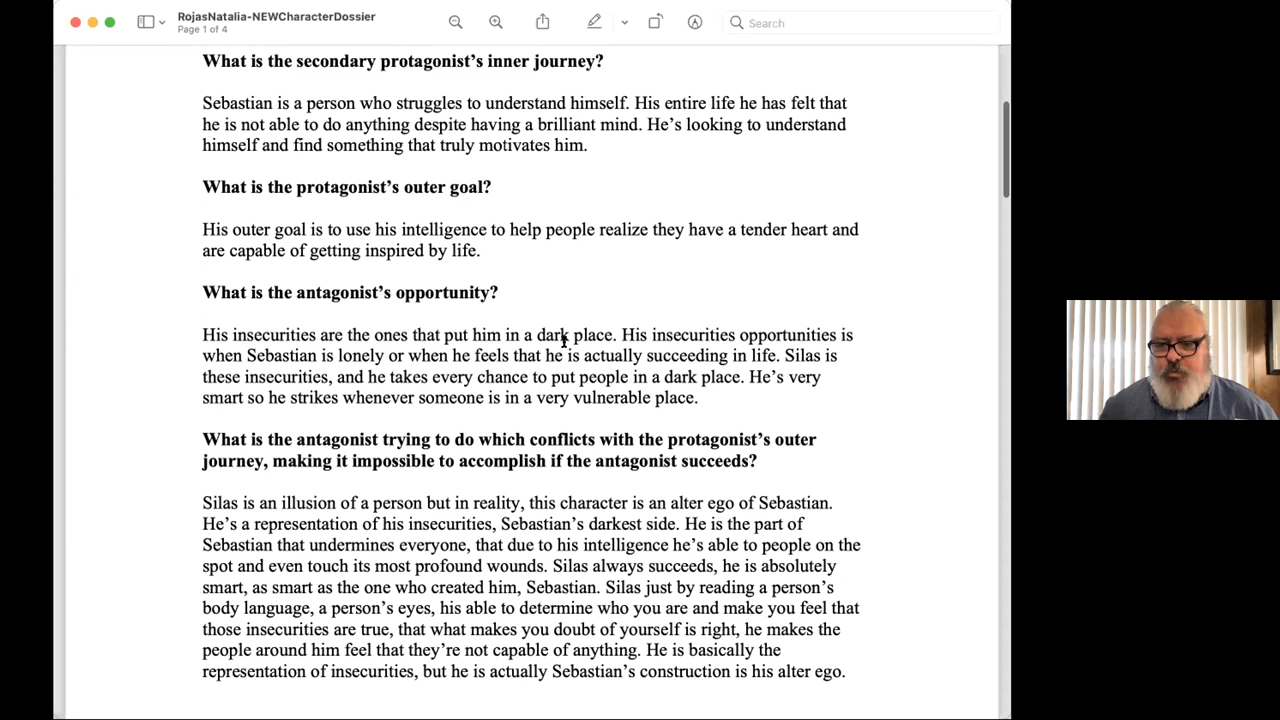 RojasNatalia-NEWCharacterDossier
Page 1 of 4
Search
What is the secondary protagonist’s inner journey?
Sebastian is a person who struggles to understand himself. His entire life he has felt that
he is not able to do anything despite having a brilliant mind. He’s looking to understand
himself and find something that truly motivates him.
What is the protagonist’s outer goal?
His outer goal is to use his intelligence to help people realize they have a tender heart and
are capable of getting inspired by life.
What is the antagonist’s opportunity?
His insecurities are the ones that put him in a dark place. His insecurities opportunities is
when Sebastian is lonely or when he feels that he is actually succeeding in life. Silas is
these insecurities, and he takes every chance to put people in a dark place. He’s very
smart so he strikes whenever someone is in a very vulnerable place.
What is the antagonist trying to do which conflicts with the protagonist’s outer
journey, making it impossible to accomplish if the antagonist succeeds?
Silas is an illusion of a person but in reality, this character is an alter ego of Sebastian.
He’s a representation of his insecurities, Sebastian’s darkest side. He is the part of
Sebastian that undermines everyone, that due to his intelligence he’s able to people on the
spot and even touch its most profound wounds. Silas always succeeds, he is absolutely
smart, as smart as the one who created him, Sebastian. Silas just by reading a person’s
body language, a person’s eyes, his able to determine who you are and make you feel that
those insecurities are true, that what makes you doubt of yourself is right, he makes the
people around him feel that they’re not capable of anything. He is basically the
representation of insecurities, but he is actually Sebastian’s construction is his alter ego.